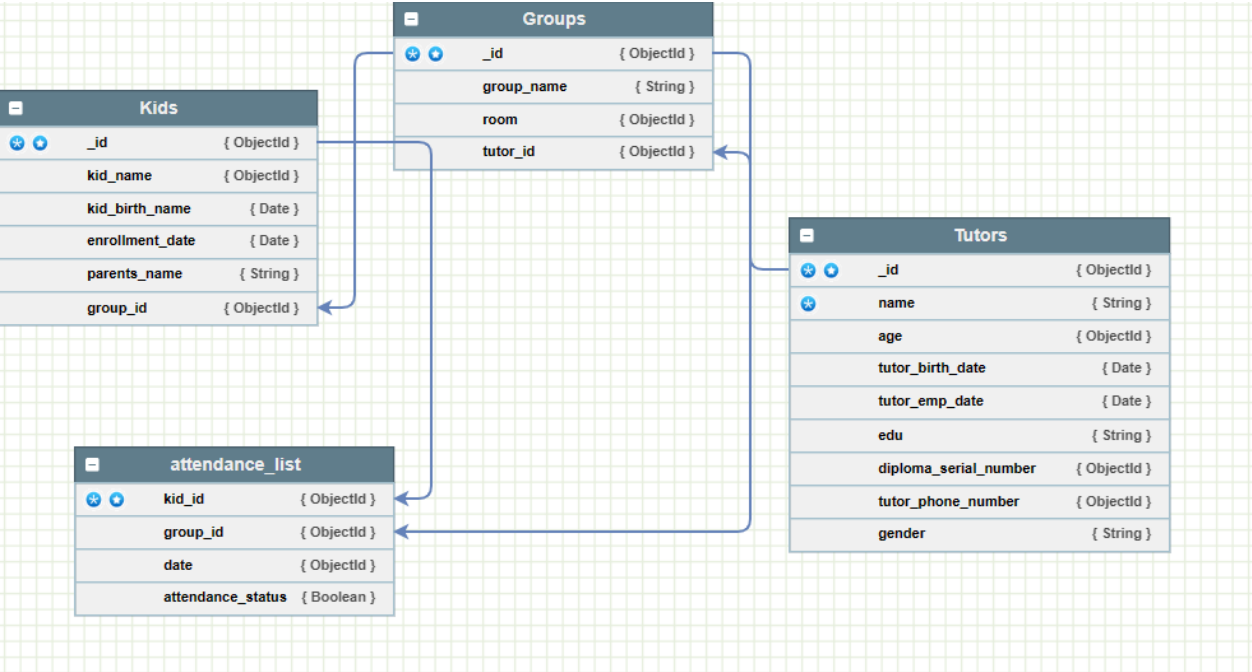 Groups
_id { ObjectId }
group_name { String }
room { ObjectId }
tutor_id { ObjectId }
Kids
_id { ObjectId }
kid_name { ObjectId }
kid_birth_name { Date }
enrollment_date { Date }
parents_name { String }
group_id { ObjectId }
Tutors
_id { ObjectId }
name { String }
age { ObjectId }
tutor_birth_date { Date }
tutor_emp_date { Date }
edu { String }
diploma_serial_number { ObjectId }
tutor_phone_number { ObjectId }
gender { String }
attendance_list
kid_id { ObjectId }
group_id { ObjectId }
date { ObjectId }
attendance_status { Boolean }